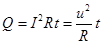 Q = I²Rt = u²/R t